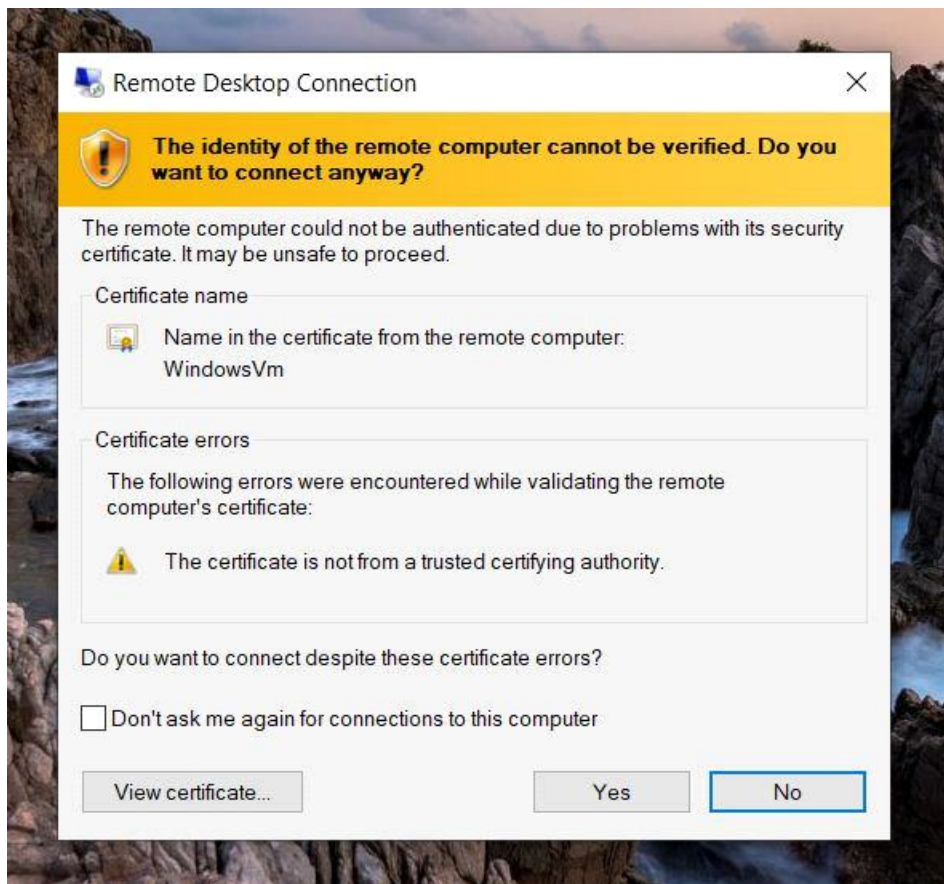 Remote Desktop Connection
The identity of the remote computer cannot be verified. Do you
want to connect anyway?
The remote computer could not be authenticated due to problems with its security
certificate. It may be unsafe to proceed.
Certificate name
Name in the certificate from the remote computer:
WindowsVm
Certificate errors
The following errors were encountered while validating the remote
computer's certificate:
The certificate is not from a trusted certifying authority.
Do you want to connect despite these certificate errors?
Don't ask me again for connections to this computer
View certificate...
Yes
No